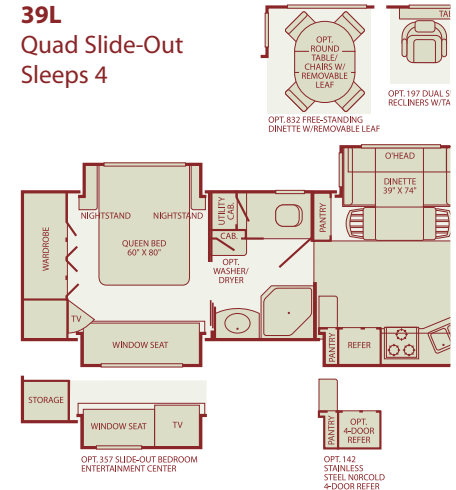 39L
Quad Slide-Out
Sleeps 4
OPT.
ROUND
TABLE/
CHAIRS W/
REMOVABLE
LEAF
OPT. 832 FREE-STANDING
DINETTE W/REMOVABLE LEAF
OPT. 197 DUAL
RECLINERS
O'HEAD
DINETTE
39" X 74"
WARDROBE
NIGHTSTAND
NIGHTSTAND
QUEEN BED
60" X 80"
UTILITY
CAB.
CAB.
OPT.
WASHER/
DRYER
PANTRY
TV
WINDOW SEAT
PANTRY
REFER
STORAGE
WINDOW SEAT
TV
OPT. 357 SLIDE-OUT BEDROOM
ENTERTAINMENT CENTER
PANTRY
OPT.
4-DOOR
REFER
OPT. 142
STAINLESS
STEEL N0RCOLD
4-DOOR REFER